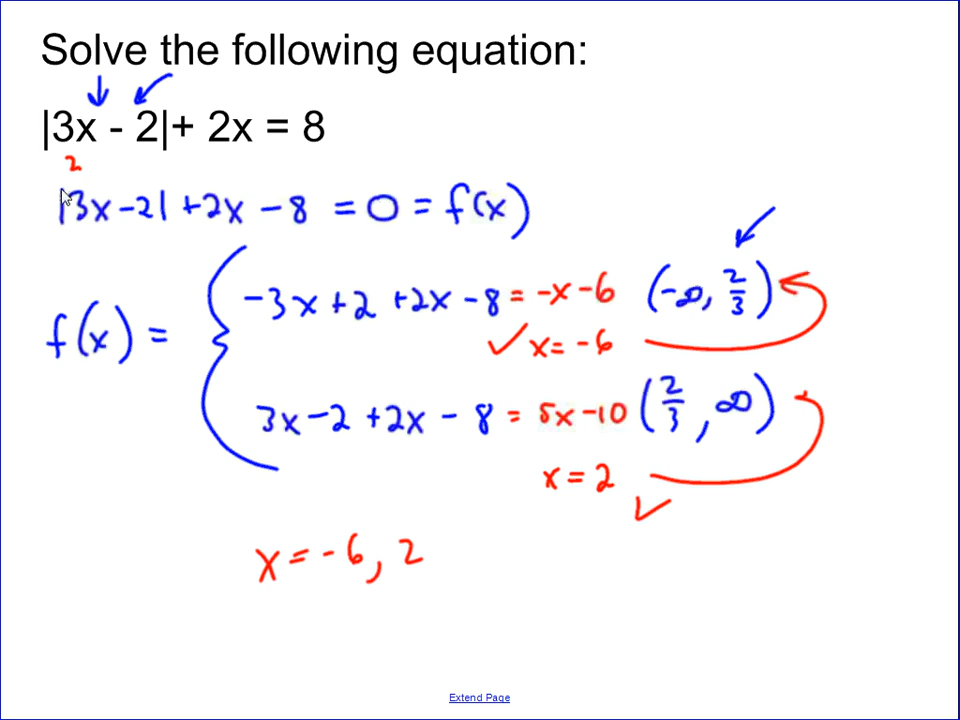 Solve the following equation:
|3x - 2|+ 2x = 8
2
|3x -2| +2x -8 = 0 = f(x)
-3x +2 +2x -8 = -x -6 (-∞, 2/3)
✓ x = -6
f(x) =
3x -2 +2x - 8 = 5x -10 (2/3, ∞)
x = 2
✓
x = -6, 2
Extend Page